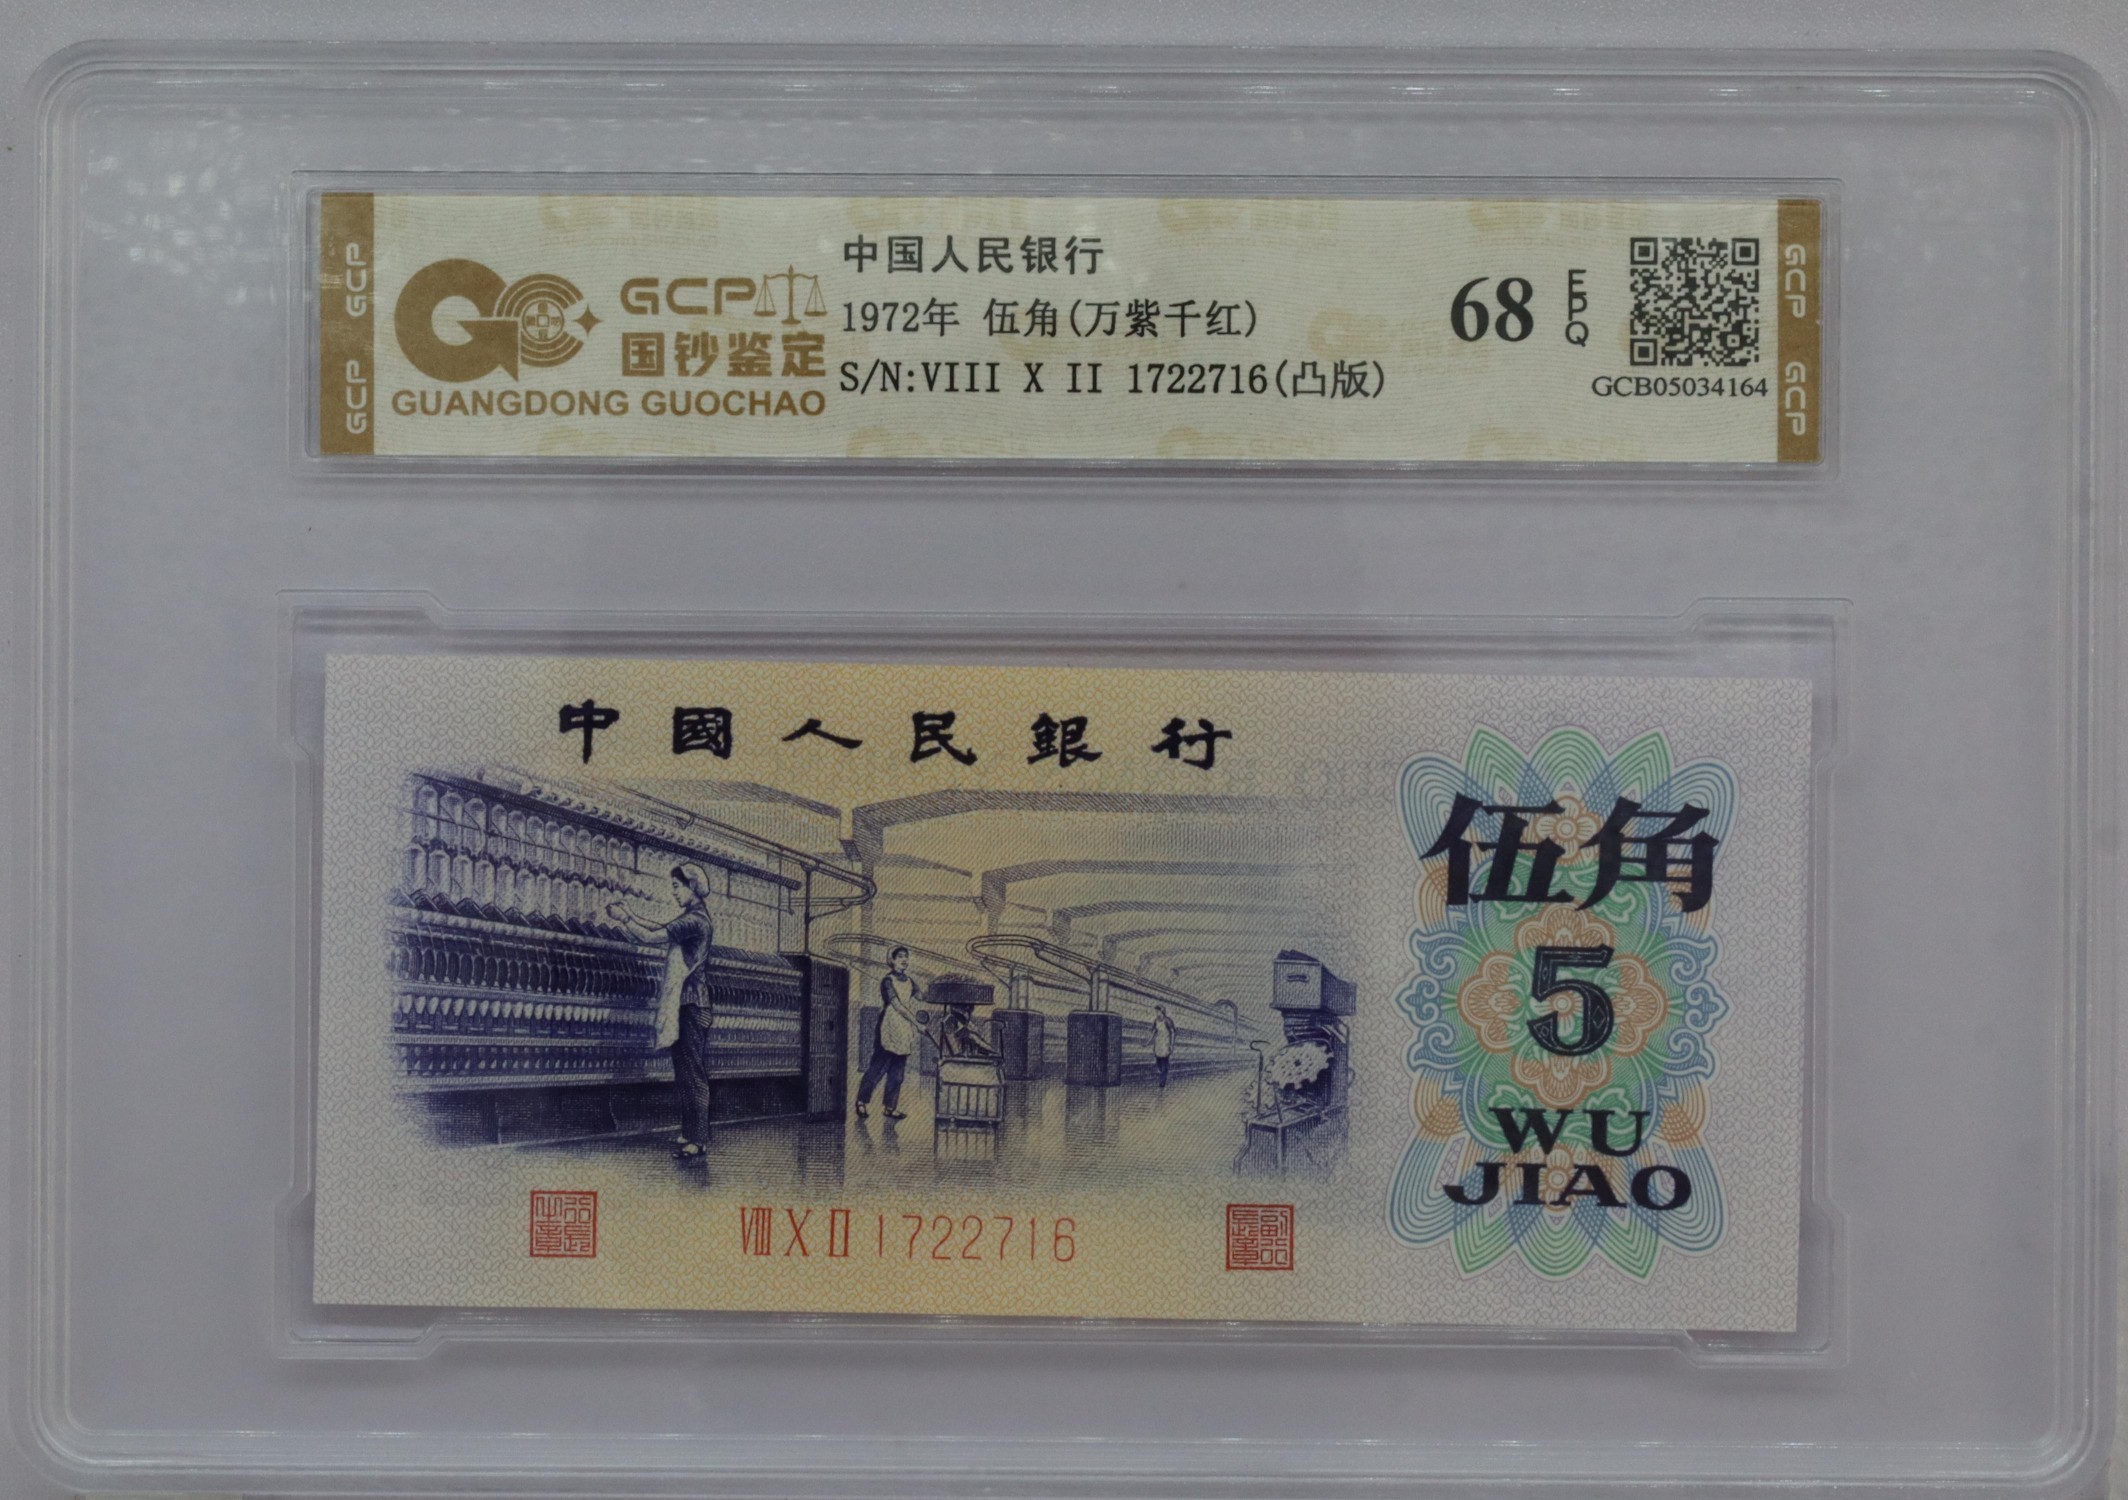 GCP
GCP
GCP
国钞鉴定
GUANGDONG GUOCHAO
中国人民银行
1972年 伍角(万紫千红)
S/N:VIII X II 1722716(凸版)
68
EPQ
GCB05034164
GCP
GCP
中國人民銀行
伍角
5
WU
JIAO
VIII X II 1722716